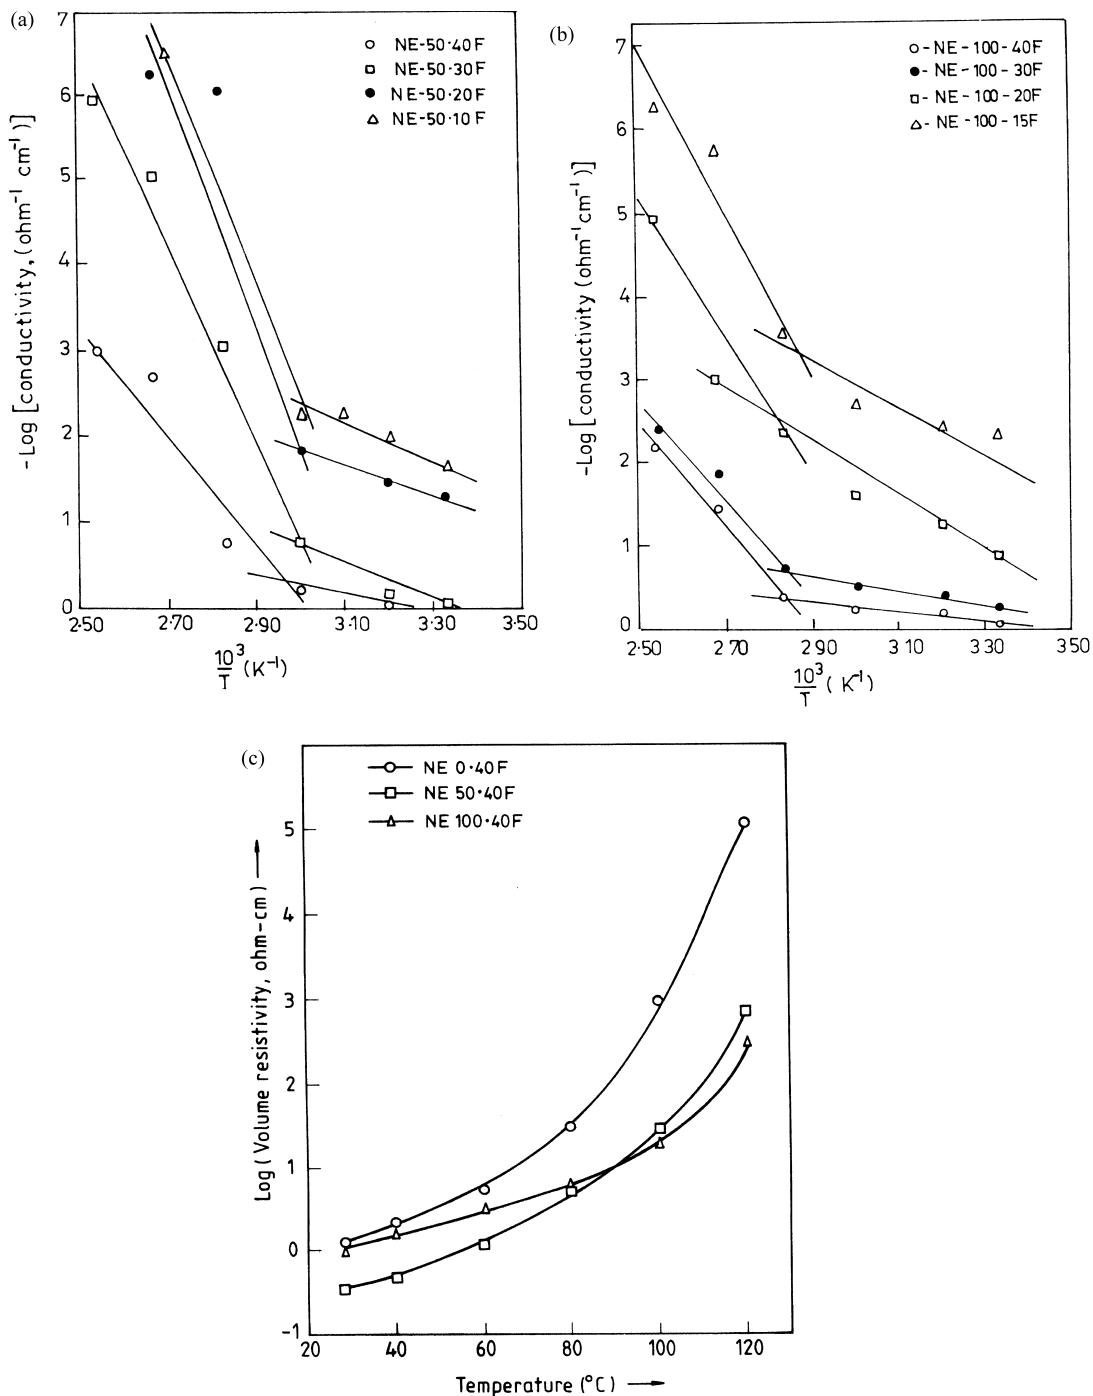 (a)
NE-50·40F
NE-50·30F
NE-50·20F
NE-50·10F
7
6
5
4
3
2
1
0
-Log [conductivity, (ohm⁻¹ cm⁻¹)]
2·50 2·70 2·90 3·10 3·30 3·50
10³/T (K⁻¹)
(b)
-NE-100-40F
-NE-100-30F
-NE-100-20F
-NE-100-15F
7
6
5
4
3
2
1
0
-Log [conductivity (ohm⁻¹cm⁻¹)]
2·50 2 70 2 90 3 10 3 30 3 50
10³/T (K⁻¹)
(c)
NE 0·40F
NE 50·40F
NE 100·40F
5
4
3
2
1
0
-1
Log (Volume resistivity, ohm-cm)
20 40 60 80 100 120
Temperature (°C)